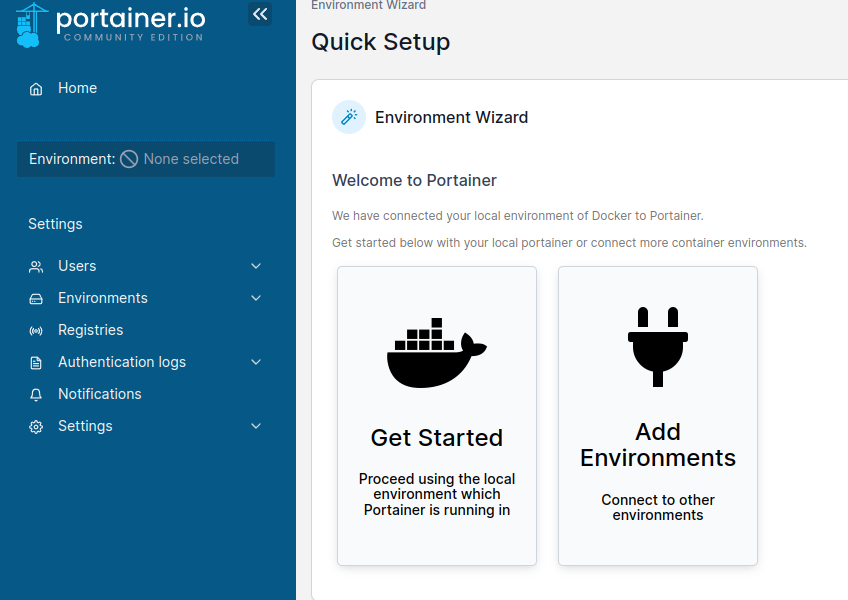 portainer.io
COMMUNITY EDITION
Home
Environment: None selected
Settings
Users
Environments
Registries
Authentication logs
Notifications
Settings
Environment Wizard
Quick Setup
Environment Wizard
Welcome to Portainer
We have connected your local environment of Docker to Portainer.
Get started below with your local portainer or connect more container environments.
Get Started
Proceed using the local
environment which
Portainer is running in
Add
Environments
Connect to other
environments